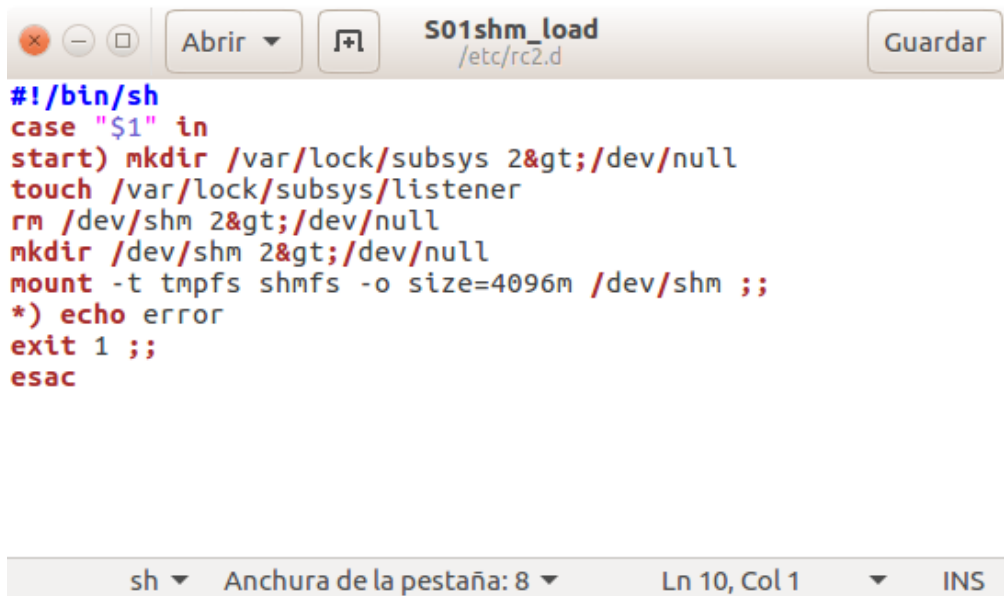 Abrir
S01shm_load
/etc/rc2.d
Guardar
#!/bin/sh
case "$1" in
start) mkdir /var/lock/subsys 2&gt;/dev/null
touch /var/lock/subsys/listener
rm /dev/shm 2&gt;/dev/null
mkdir /dev/shm 2&gt;/dev/null
mount -t tmpfs shmfs -o size=4096m /dev/shm ;;
*) echo error
exit 1 ;;
esac
sh Anchura de la pestaña: 8 Ln 10, Col 1 INS